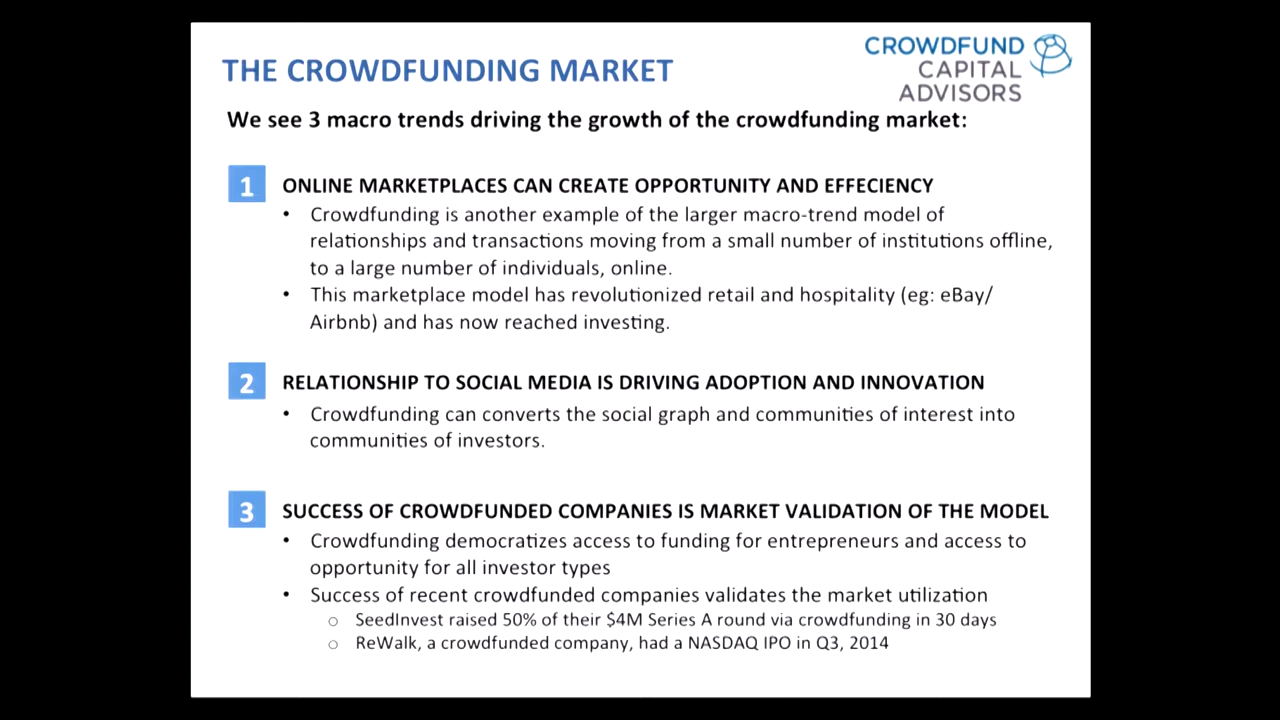 THE CROWDFUNDING MARKET
CROWDFUND
CAPITAL
ADVISORS
We see 3 macro trends driving the growth of the crowdfunding market:
1 ONLINE MARKETPLACES CAN CREATE OPPORTUNITY AND EFFECIENCY
• Crowdfunding is another example of the larger macro-trend model of
relationships and transactions moving from a small number of institutions offline,
to a large number of individuals, online.
• This marketplace model has revolutionized retail and hospitality (eg: eBay/
Airbnb) and has now reached investing.
2 RELATIONSHIP TO SOCIAL MEDIA IS DRIVING ADOPTION AND INNOVATION
• Crowdfunding can converts the social graph and communities of interest into
communities of investors.
3 SUCCESS OF CROWDFUNDED COMPANIES IS MARKET VALIDATION OF THE MODEL
• Crowdfunding democratizes access to funding for entrepreneurs and access to
opportunity for all investor types
• Success of recent crowdfunded companies validates the market utilization
○ SeedInvest raised 50% of their $4M Series A round via crowdfunding in 30 days
○ ReWalk, a crowdfunded company, had a NASDAQ IPO in Q3, 2014